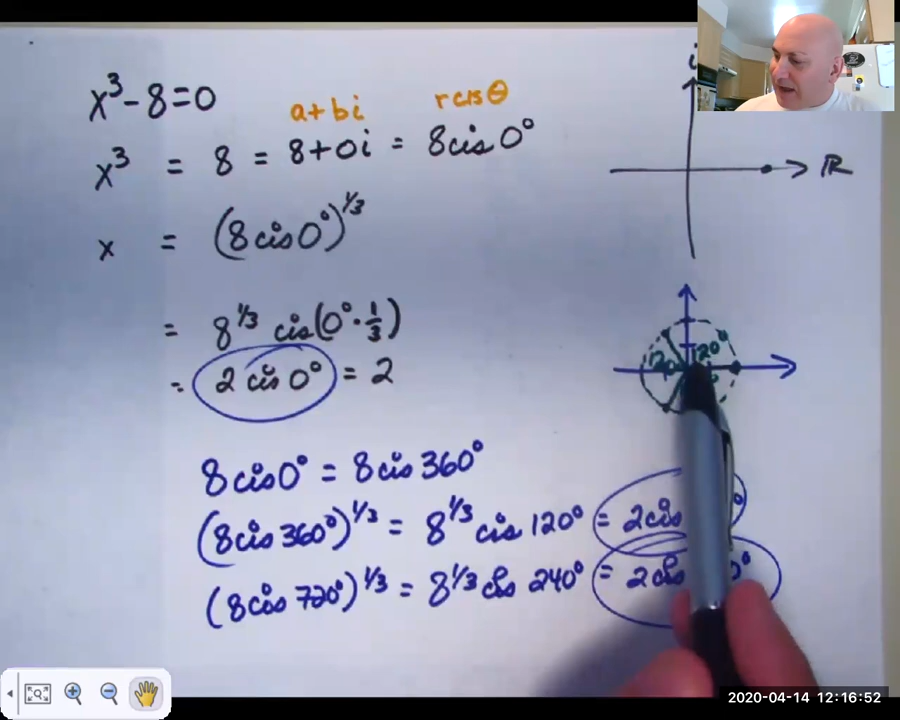 x³ - 8 = 0
a + bi    r cis θ
x³ = 8 = 8 + 0i = 8 cis 0°
i
ℝ
x = (8 cis 0°)^1/3
= 8^1/3 cis(0° · 1/3)
= 2 cis 0° = 2
120°
120
8 cis 0° = 8 cis 360°
(8 cis 360°)^1/3 = 8^1/3 cis 120° = 2 cis
(8 cis 720°)^1/3 = 8^1/3 cis 240° = 2 cis 0°
2020-04-14 12:16:52